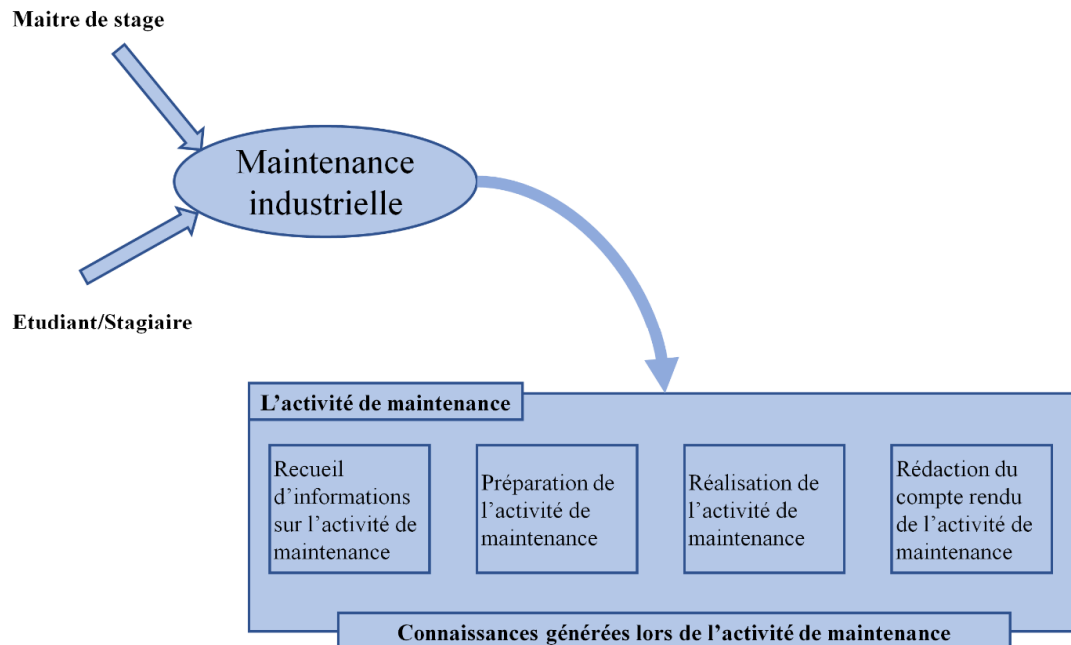 Maitre de stage
Maintenance
industrielle
Etudiant/Stagiaire
L’activité de maintenance
Recueil
d’informations
sur l’activité de
maintenance
Préparation de
l’activité de
maintenance
Réalisation de
l’activité de
maintenance
Rédaction du
compte rendu
de l’activité de
maintenance
Connaissances générées lors de l’activité de maintenance